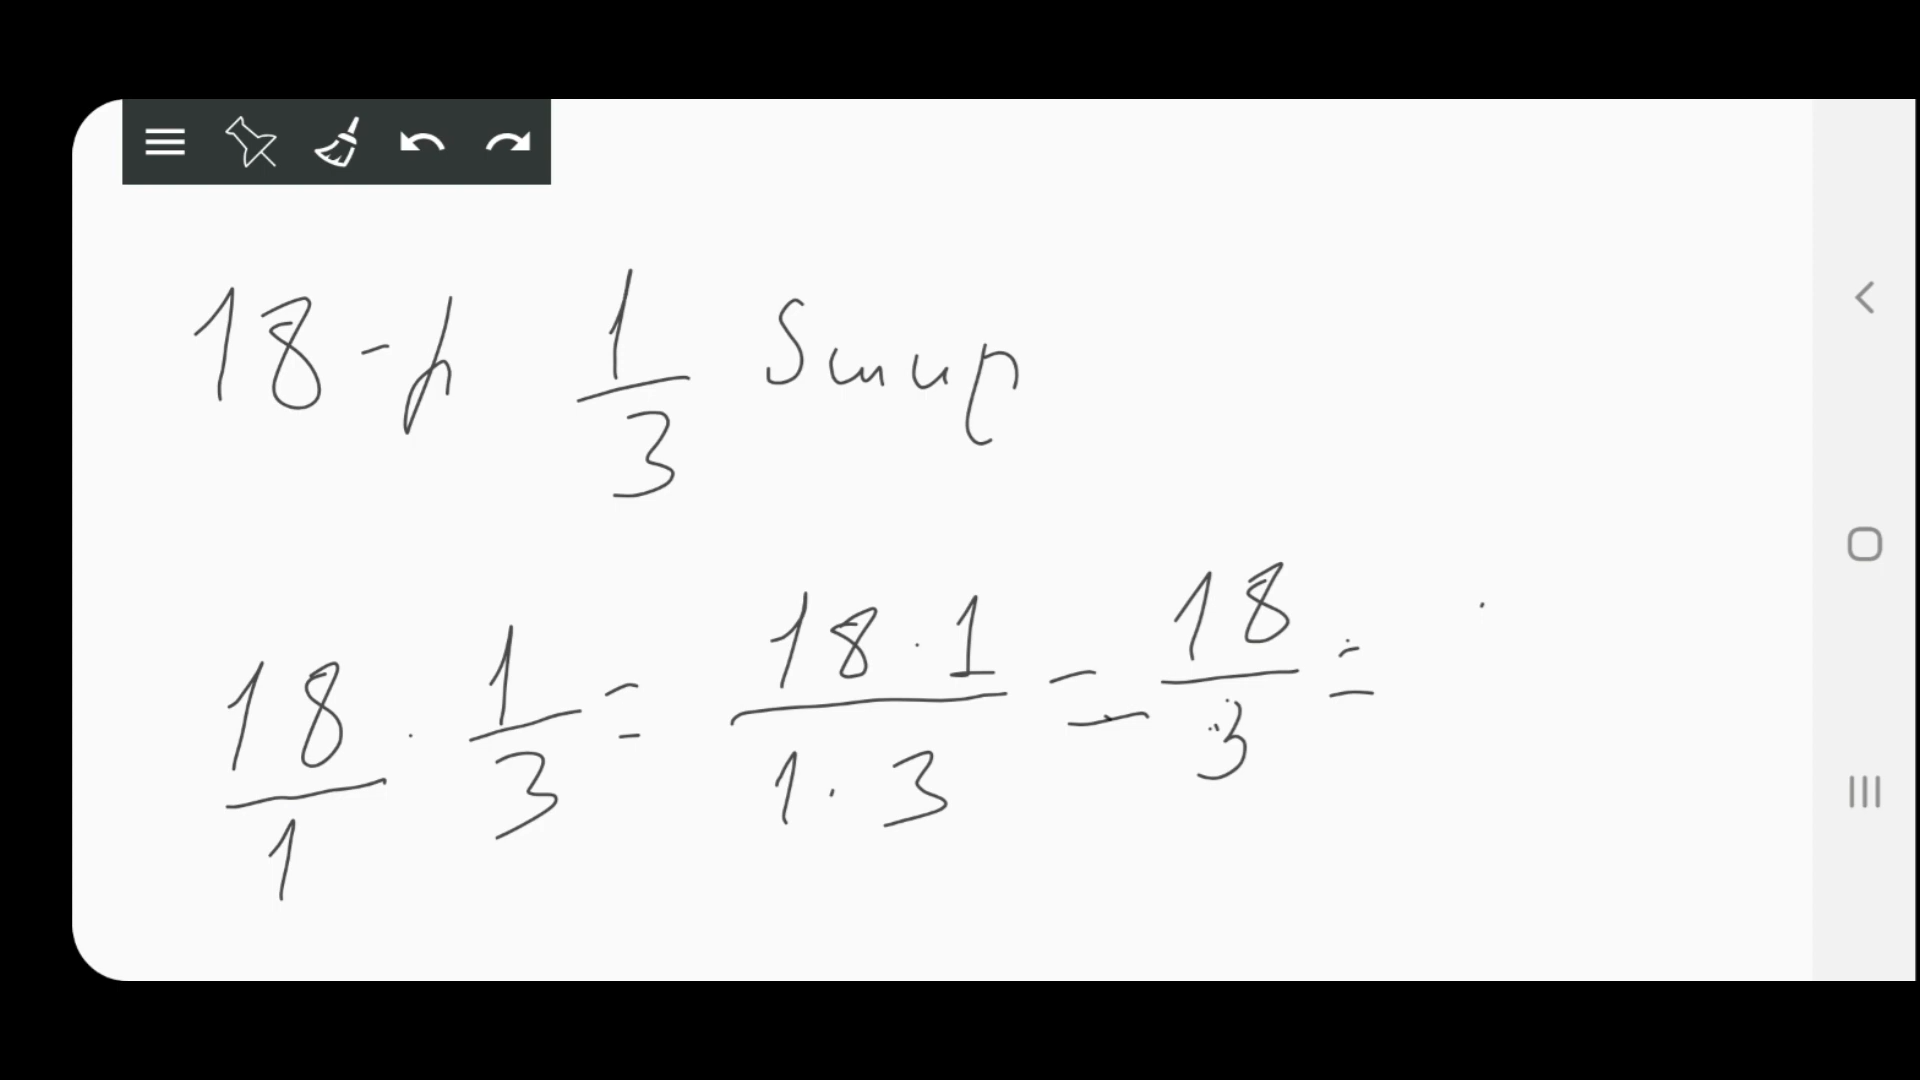 18-ի 1/3 մասը
18/1 · 1/3 = 18·1/1·3 = 18/3 =